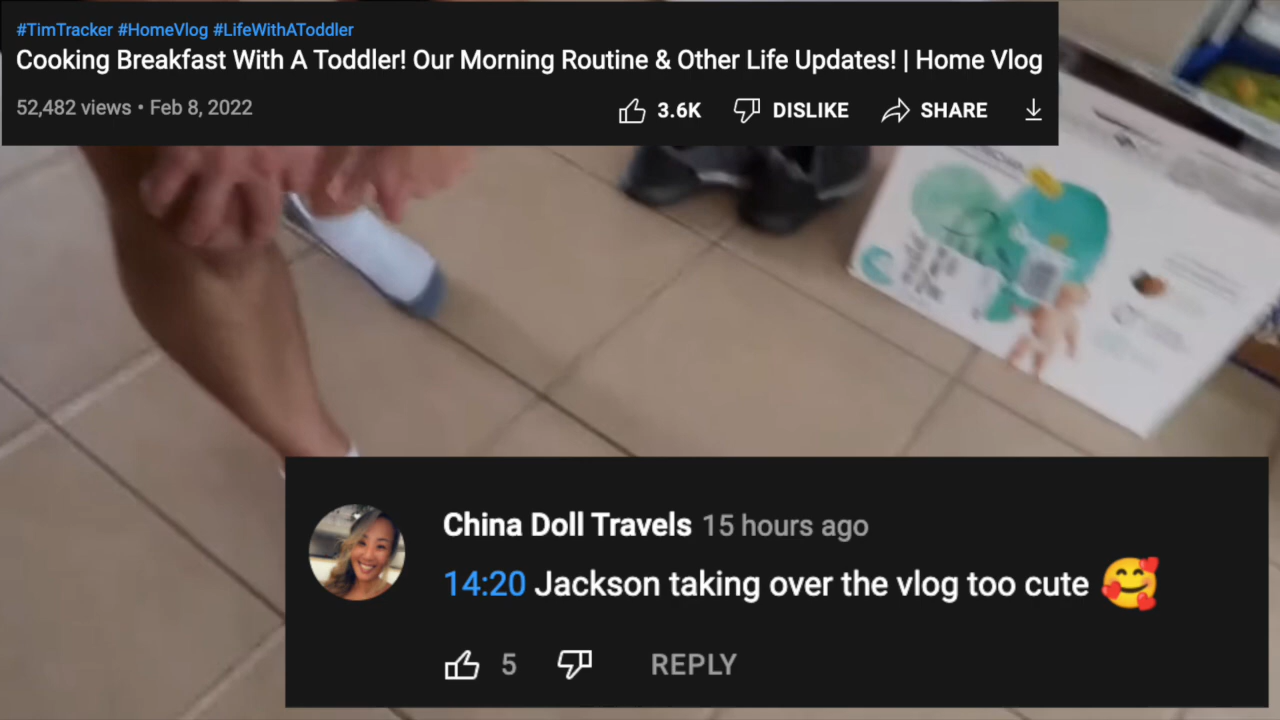 #TimTracker #HomeVlog #LifeWithAToddler
Cooking Breakfast With A Toddler! Our Morning Routine & Other Life Updates! | Home Vlog
52,482 views • Feb 8, 2022
3.6K DISLIKE SHARE
China Doll Travels 15 hours ago
14:20 Jackson taking over the vlog too cute 🥰
5 REPLY